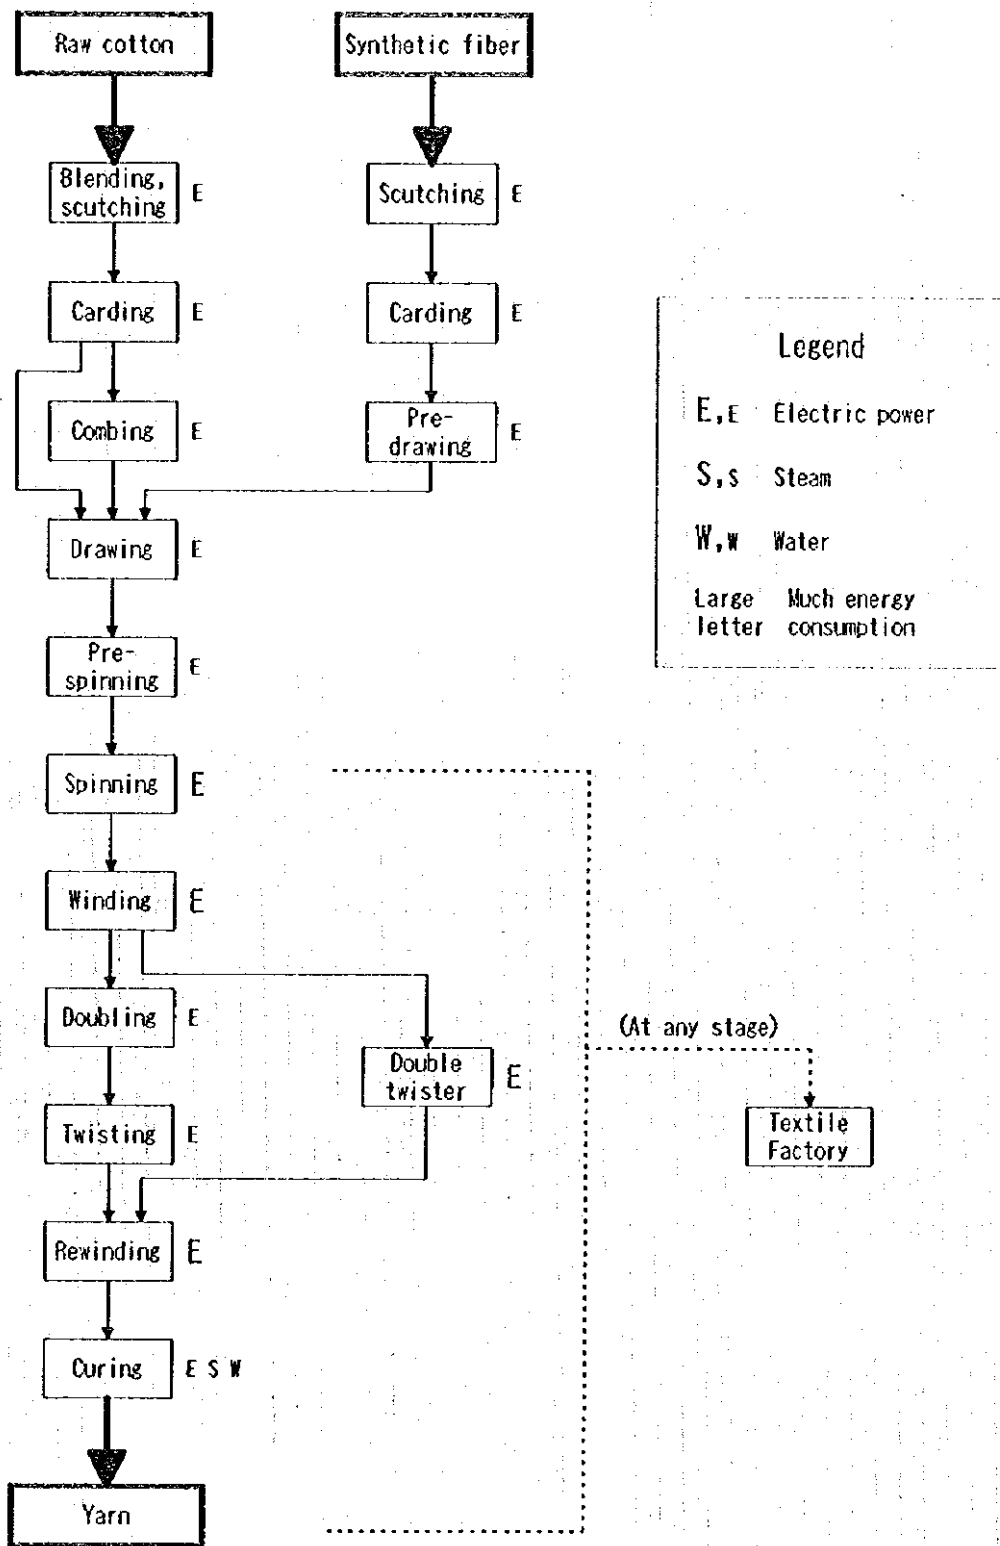 Raw cotton
Synthetic fiber
Blending,
scutching
E
Scutching
E
Carding
E
Carding
E
Combing
E
Pre-
drawing
E
Drawing
E
Pre-
spinning
E
Spinning
E
Winding
E
Doubling
E
Double
twister
E
Twisting
E
Rewinding
E
Curing
E S W
Yarn
(At any stage)
Textile
Factory
Legend
E,E Electric power
S,s Steam
W,w Water
Large Much energy
letter consumption